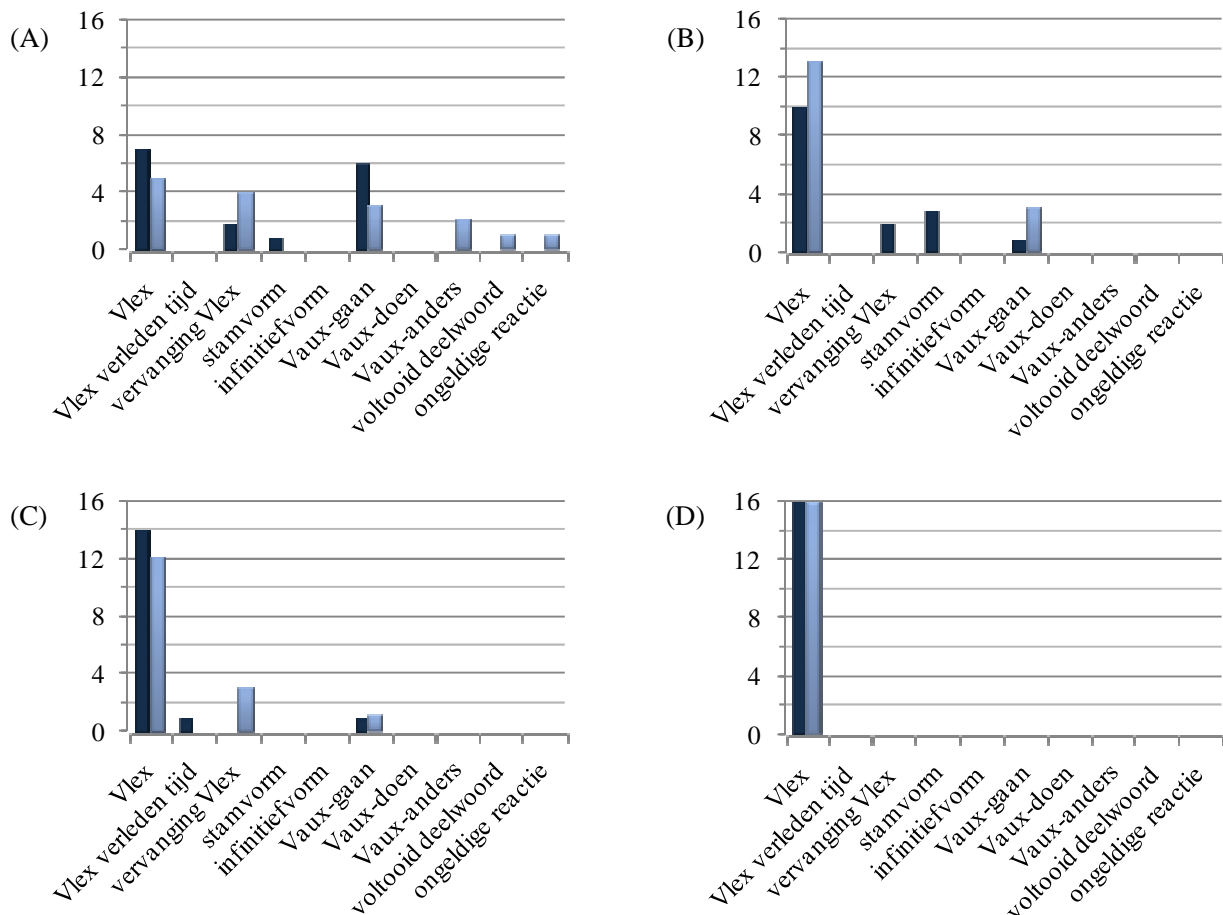 (A)
16
12
8
4
0
Vlex
Vlex verleden tijd
vervanging Vlex
stamvorm
infinitiefvorm
Vaux-gaan
Vaux-doen
Vaux-anders
voltooid deelwoord
ongeldige reactie
(B)
16
12
8
4
0
Vlex
Vlex verleden tijd
vervanging Vlex
stamvorm
infinitiefvorm
Vaux-gaan
Vaux-doen
Vaux-anders
voltooid deelwoord
ongeldige reactie
(C)
16
12
8
4
0
Vlex
Vlex verleden tijd
vervanging Vlex
stamvorm
infinitiefvorm
Vaux-gaan
Vaux-doen
Vaux-anders
voltooid deelwoord
ongeldige reactie
(D)
16
12
8
4
0
Vlex
Vlex verleden tijd
vervanging Vlex
stamvorm
infinitiefvorm
Vaux-gaan
Vaux-doen
Vaux-anders
voltooid deelwoord
ongeldige reactie